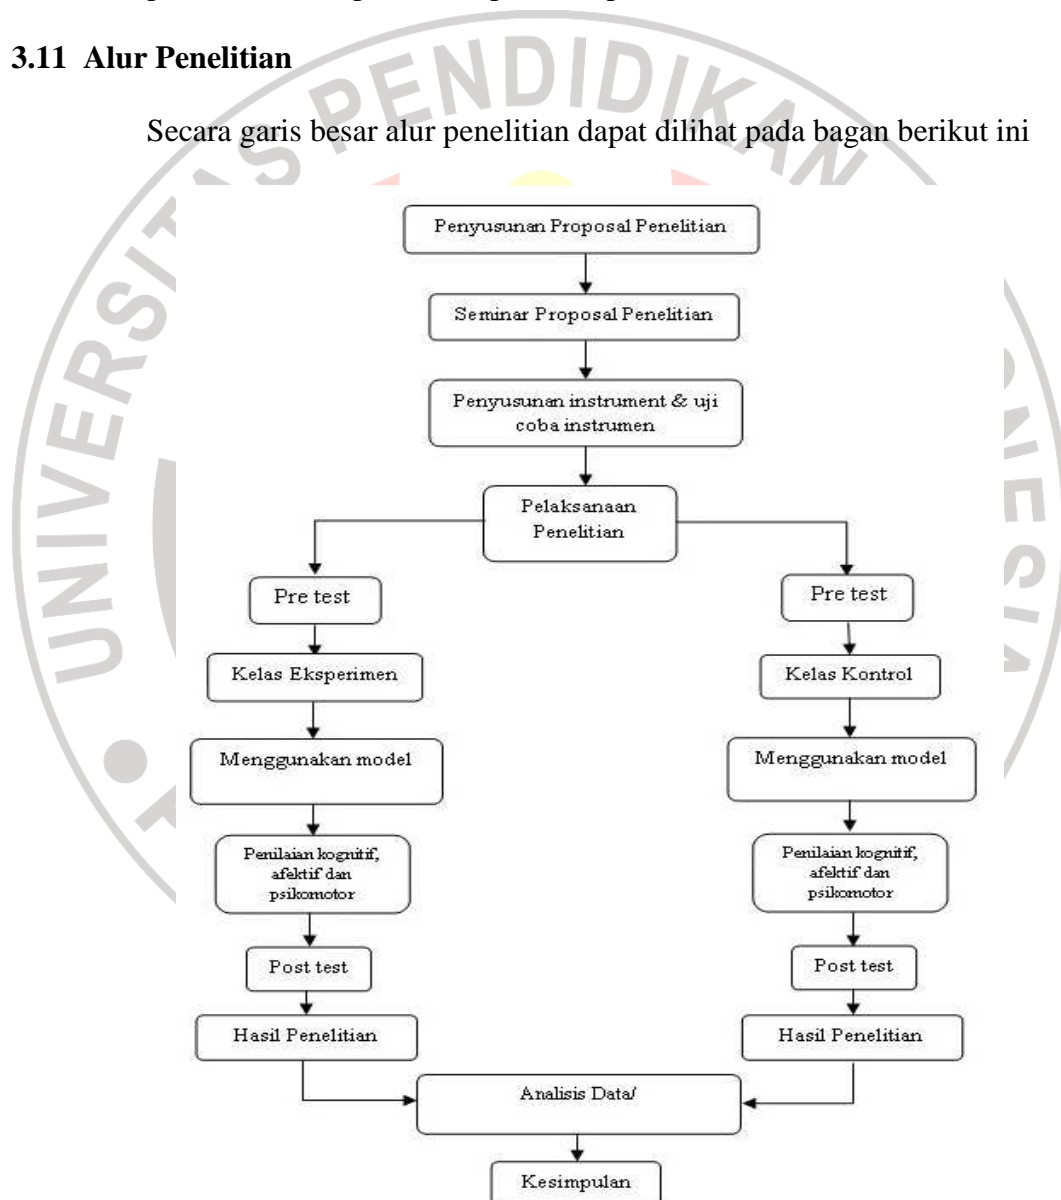 3.11 Alur Penelitian
Secara garis besar alur penelitian dapat dilihat pada bagan berikut ini
Penyusunan Proposal Penelitian
Seminar Proposal Penelitian
Penyusunan instrument & uji
coba instrumen
Pelaksanaan
Penelitian
Pre test
Kelas Eksperimen
Menggunakan model
Penilaian kognitif,
afektif dan
psikomotor
Post test
Hasil Penelitian
Pre test
Kelas Kontrol
Menggunakan model
Penilaian kognitif,
afektif dan
psikomotor
Post test
Hasil Penelitian
Analisis Data/
Kesimpulan
UNIVERSITAS PENDIDIKAN
ONESIA